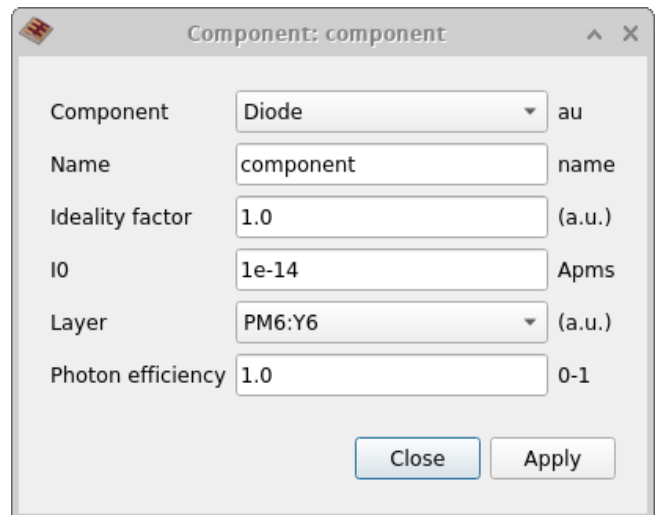 Component: component
Component Diode au
Name component name
Ideality factor 1.0 (a.u.)
I0 1e-14 Apms
Layer PM6:Y6 (a.u.)
Photon efficiency 1.0 0-1
Close Apply